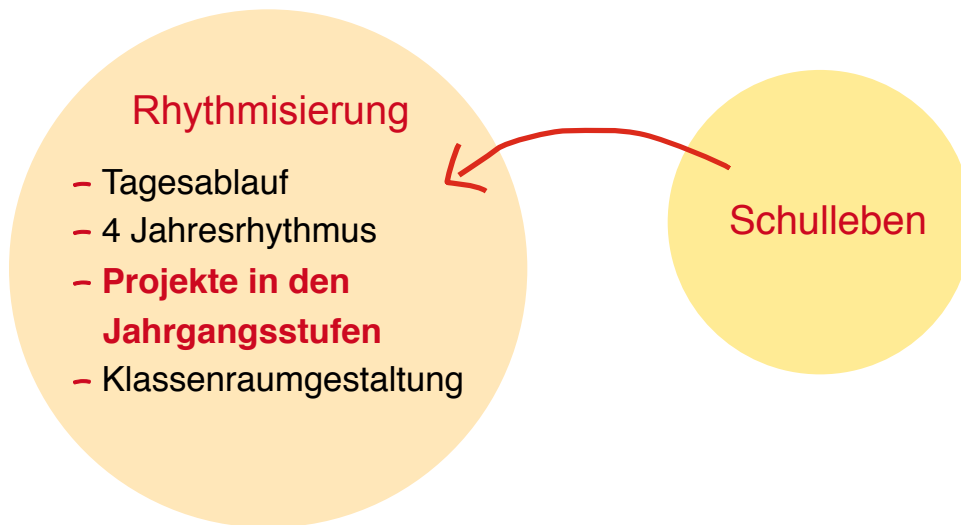 Rhythmisierung
– Tagesablauf
– 4 Jahresrhythmus
– Projekte in den
Jahrgangsstufen
– Klassenraumgestaltung
Schulleben